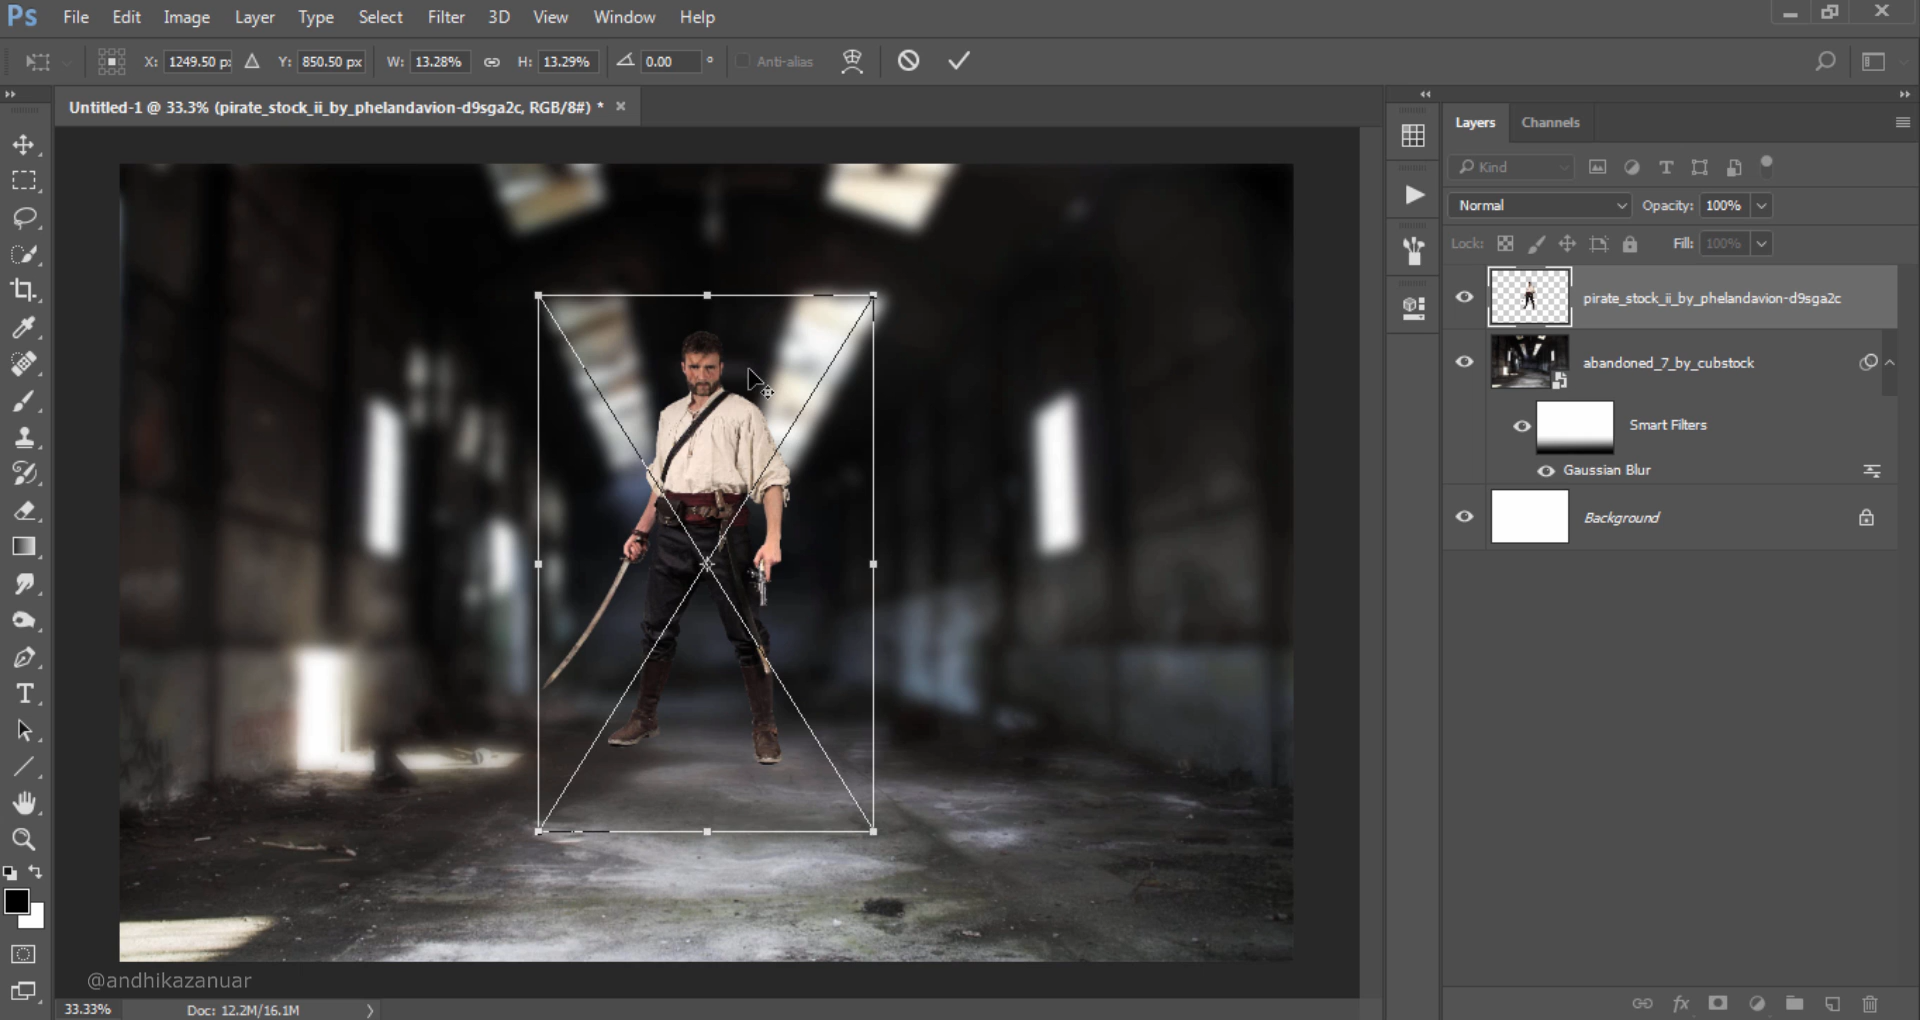 Ps File Edit Image Layer Type Select Filter 3D View Window Help
X: 1249.50 p: Y: 850.50 px W: 13.28% H: 13.29% 0.00 ° Anti-alias
Untitled-1 @ 33.3% (pirate_stock_ii_by_phelandavion-d9sga2c, RGB/8#) * ×
Layers Channels
Kind
Normal Opacity: 100%
Lock: Fill: 100%
pirate_stock_ii_by_phelandavion-d9sga2c
abandoned_7_by_cubstock
Smart Filters
Gaussian Blur
Background
@andhikazanuar
33.33% Doc: 12.2M/16.1M